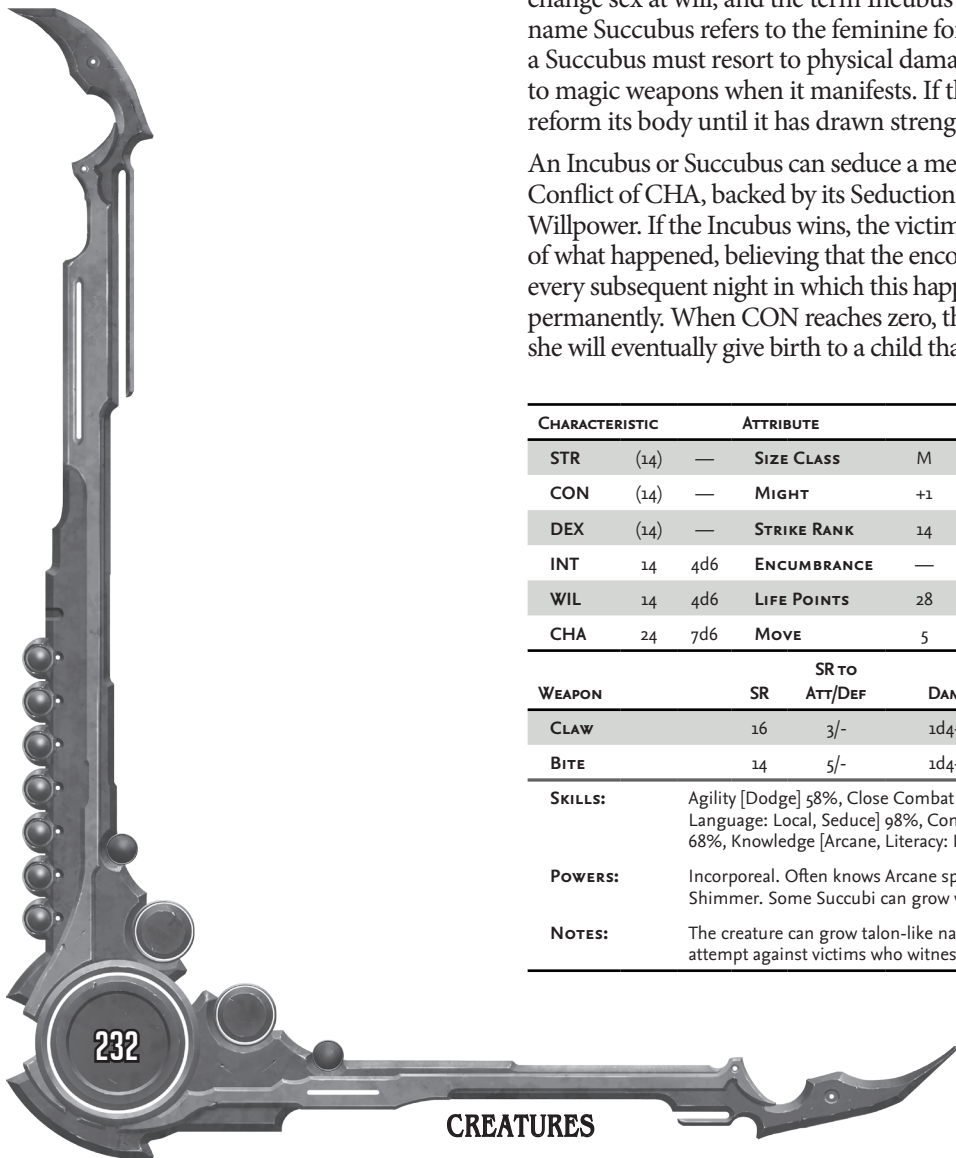 change sex at will, and the term Incubus
name Succubus refers to the feminine fo
a Succubus must resort to physical dama
to magic weapons when it manifests. If t
reform its body until it has drawn streng
An Incubus or Succubus can seduce a me
Conflict of CHA, backed by its Seduction
Willpower. If the Incubus wins, the victim
of what happened, believing that the enco
every subsequent night in which this hap
permanently. When CON reaches zero, th
she will eventually give birth to a child tha
CHARACTERISTIC ATTRIBUTE
STR (14) — SIZE CLASS M
CON (14) — MIGHT +1
DEX (14) — STRIKE RANK 14
INT 14 4d6 ENCUMBRANCE —
WIL 14 4d6 LIFE POINTS 28
CHA 24 7d6 MOVE 5
SR TO
WEAPON SR ATT/DEF DAM
CLAW 16 3/- 1d4
BITE 14 5/- 1d4
SKILLS: Agility [Dodge] 58%, Close Combat
Language: Local, Seduce] 98%, Con
68%, Knowledge [Arcane, Literacy:
POWERS: Incorporeal. Often knows Arcane sp
Shimmer. Some Succubi can grow
NOTES: The creature can grow talon-like na
attempt against victims who witnes
232
CREATURES